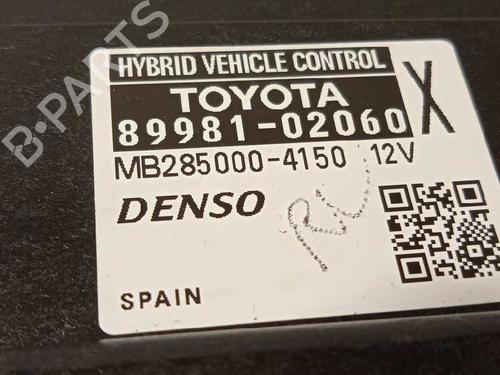 HYBRID VEHICLE CONTROL
TOYOTA
89981-02060
X
MB285000-4150 12V
DENSO
SPAIN
B-PARTS